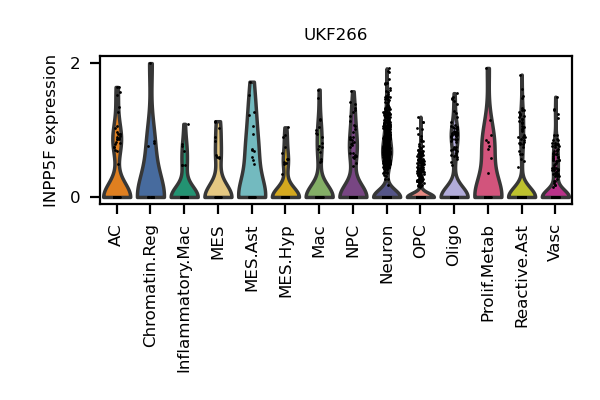 UKF266
INPP5F expression
2
0
AC
Chromatin.Reg
Inflammatory.Mac
MES
MES.Ast
MES.Hyp
Mac
NPC
Neuron
OPC
Oligo
Prolif.Metab
Reactive.Ast
Vasc